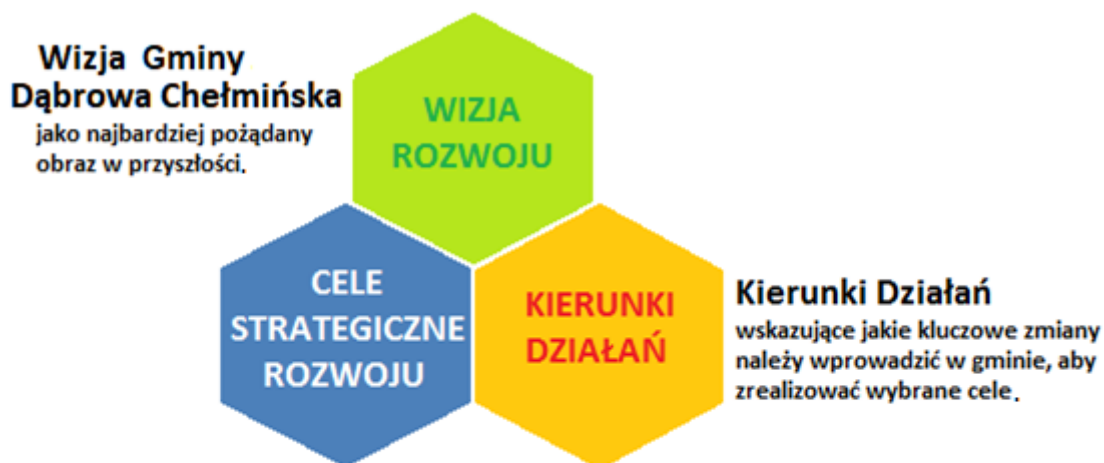 Wizja Gminy
Dąbrowa Chełmińska
jako najbardziej pożądany
obraz w przyszłości.
WIZJA
ROZWOJU
CELE
STRATEGICZNE
ROZWOJU
KIERUNKI
DZIAŁAŃ
Kierunki Działań
wskazujące jakie kluczowe zmiany
należy wprowadzić w gminie, aby
zrealizować wybrane cele.